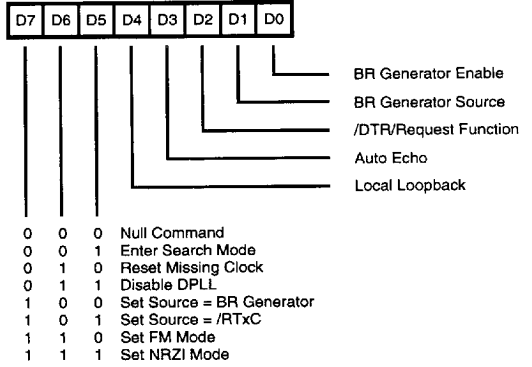 D7 D6 D5 D4 D3 D2 D1 D0
BR Generator Enable
BR Generator Source
/DTR/Request Function
Auto Echo
Local Loopback
0 0 0 Null Command
0 0 1 Enter Search Mode
0 1 0 Reset Missing Clock
0 1 1 Disable DPLL
1 0 0 Set Source = BR Generator
1 0 1 Set Source = /RTxC
1 1 0 Set FM Mode
1 1 1 Set NRZI Mode